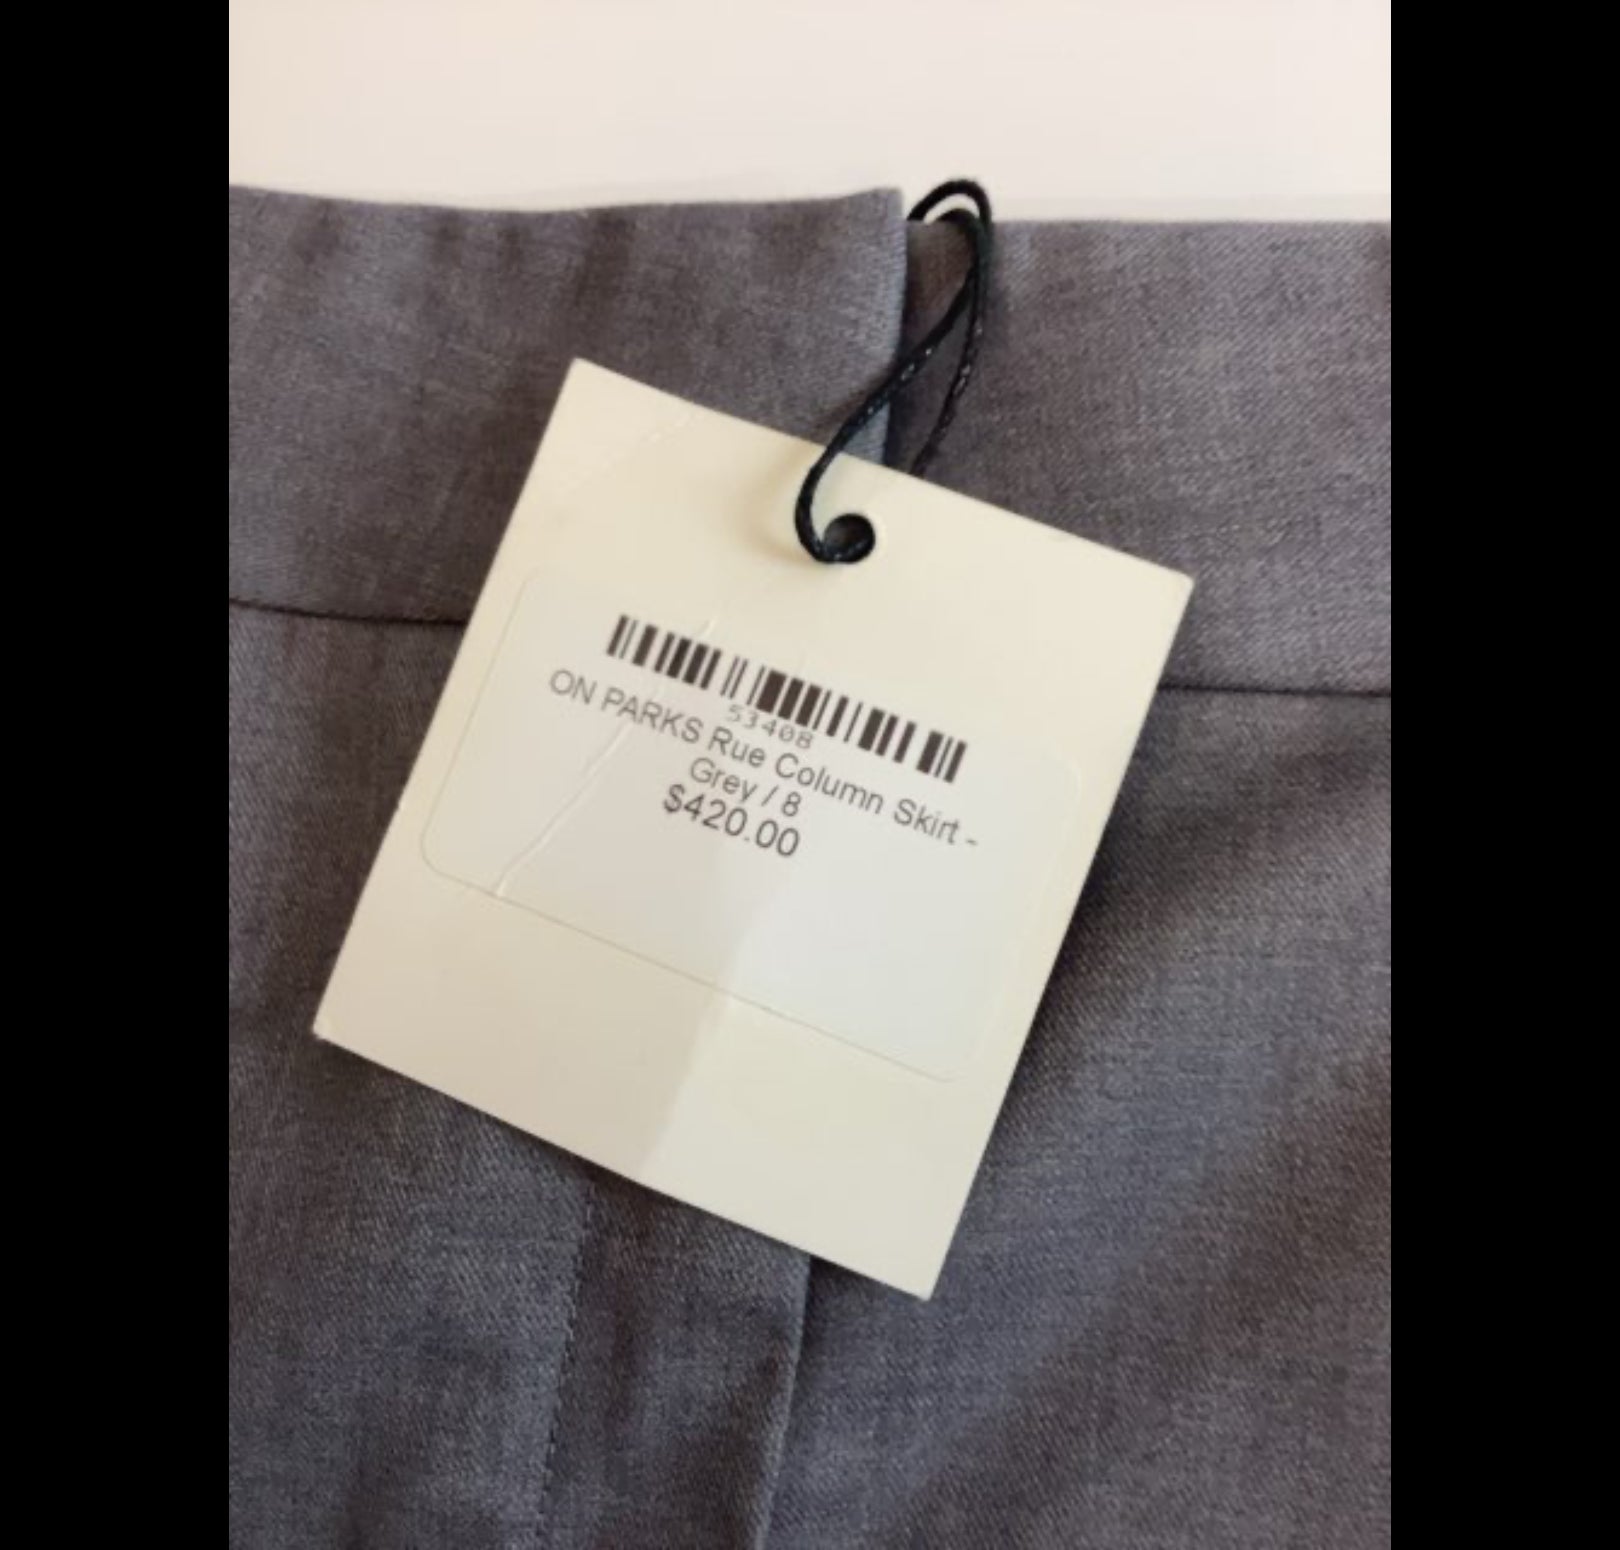 53408
ON PARKS Rue Column Skirt -
Grey / 8
$420.00